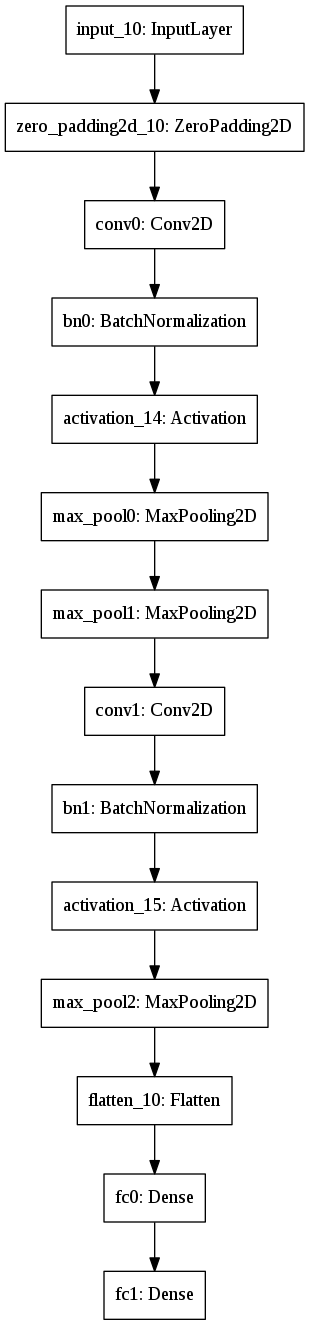 input_10: InputLayer
zero_padding2d_10: ZeroPadding2D
conv0: Conv2D
bn0: BatchNormalization
activation_14: Activation
max_pool0: MaxPooling2D
max_pool1: MaxPooling2D
conv1: Conv2D
bn1: BatchNormalization
activation_15: Activation
max_pool2: MaxPooling2D
flatten_10: Flatten
fc0: Dense
fc1: Dense